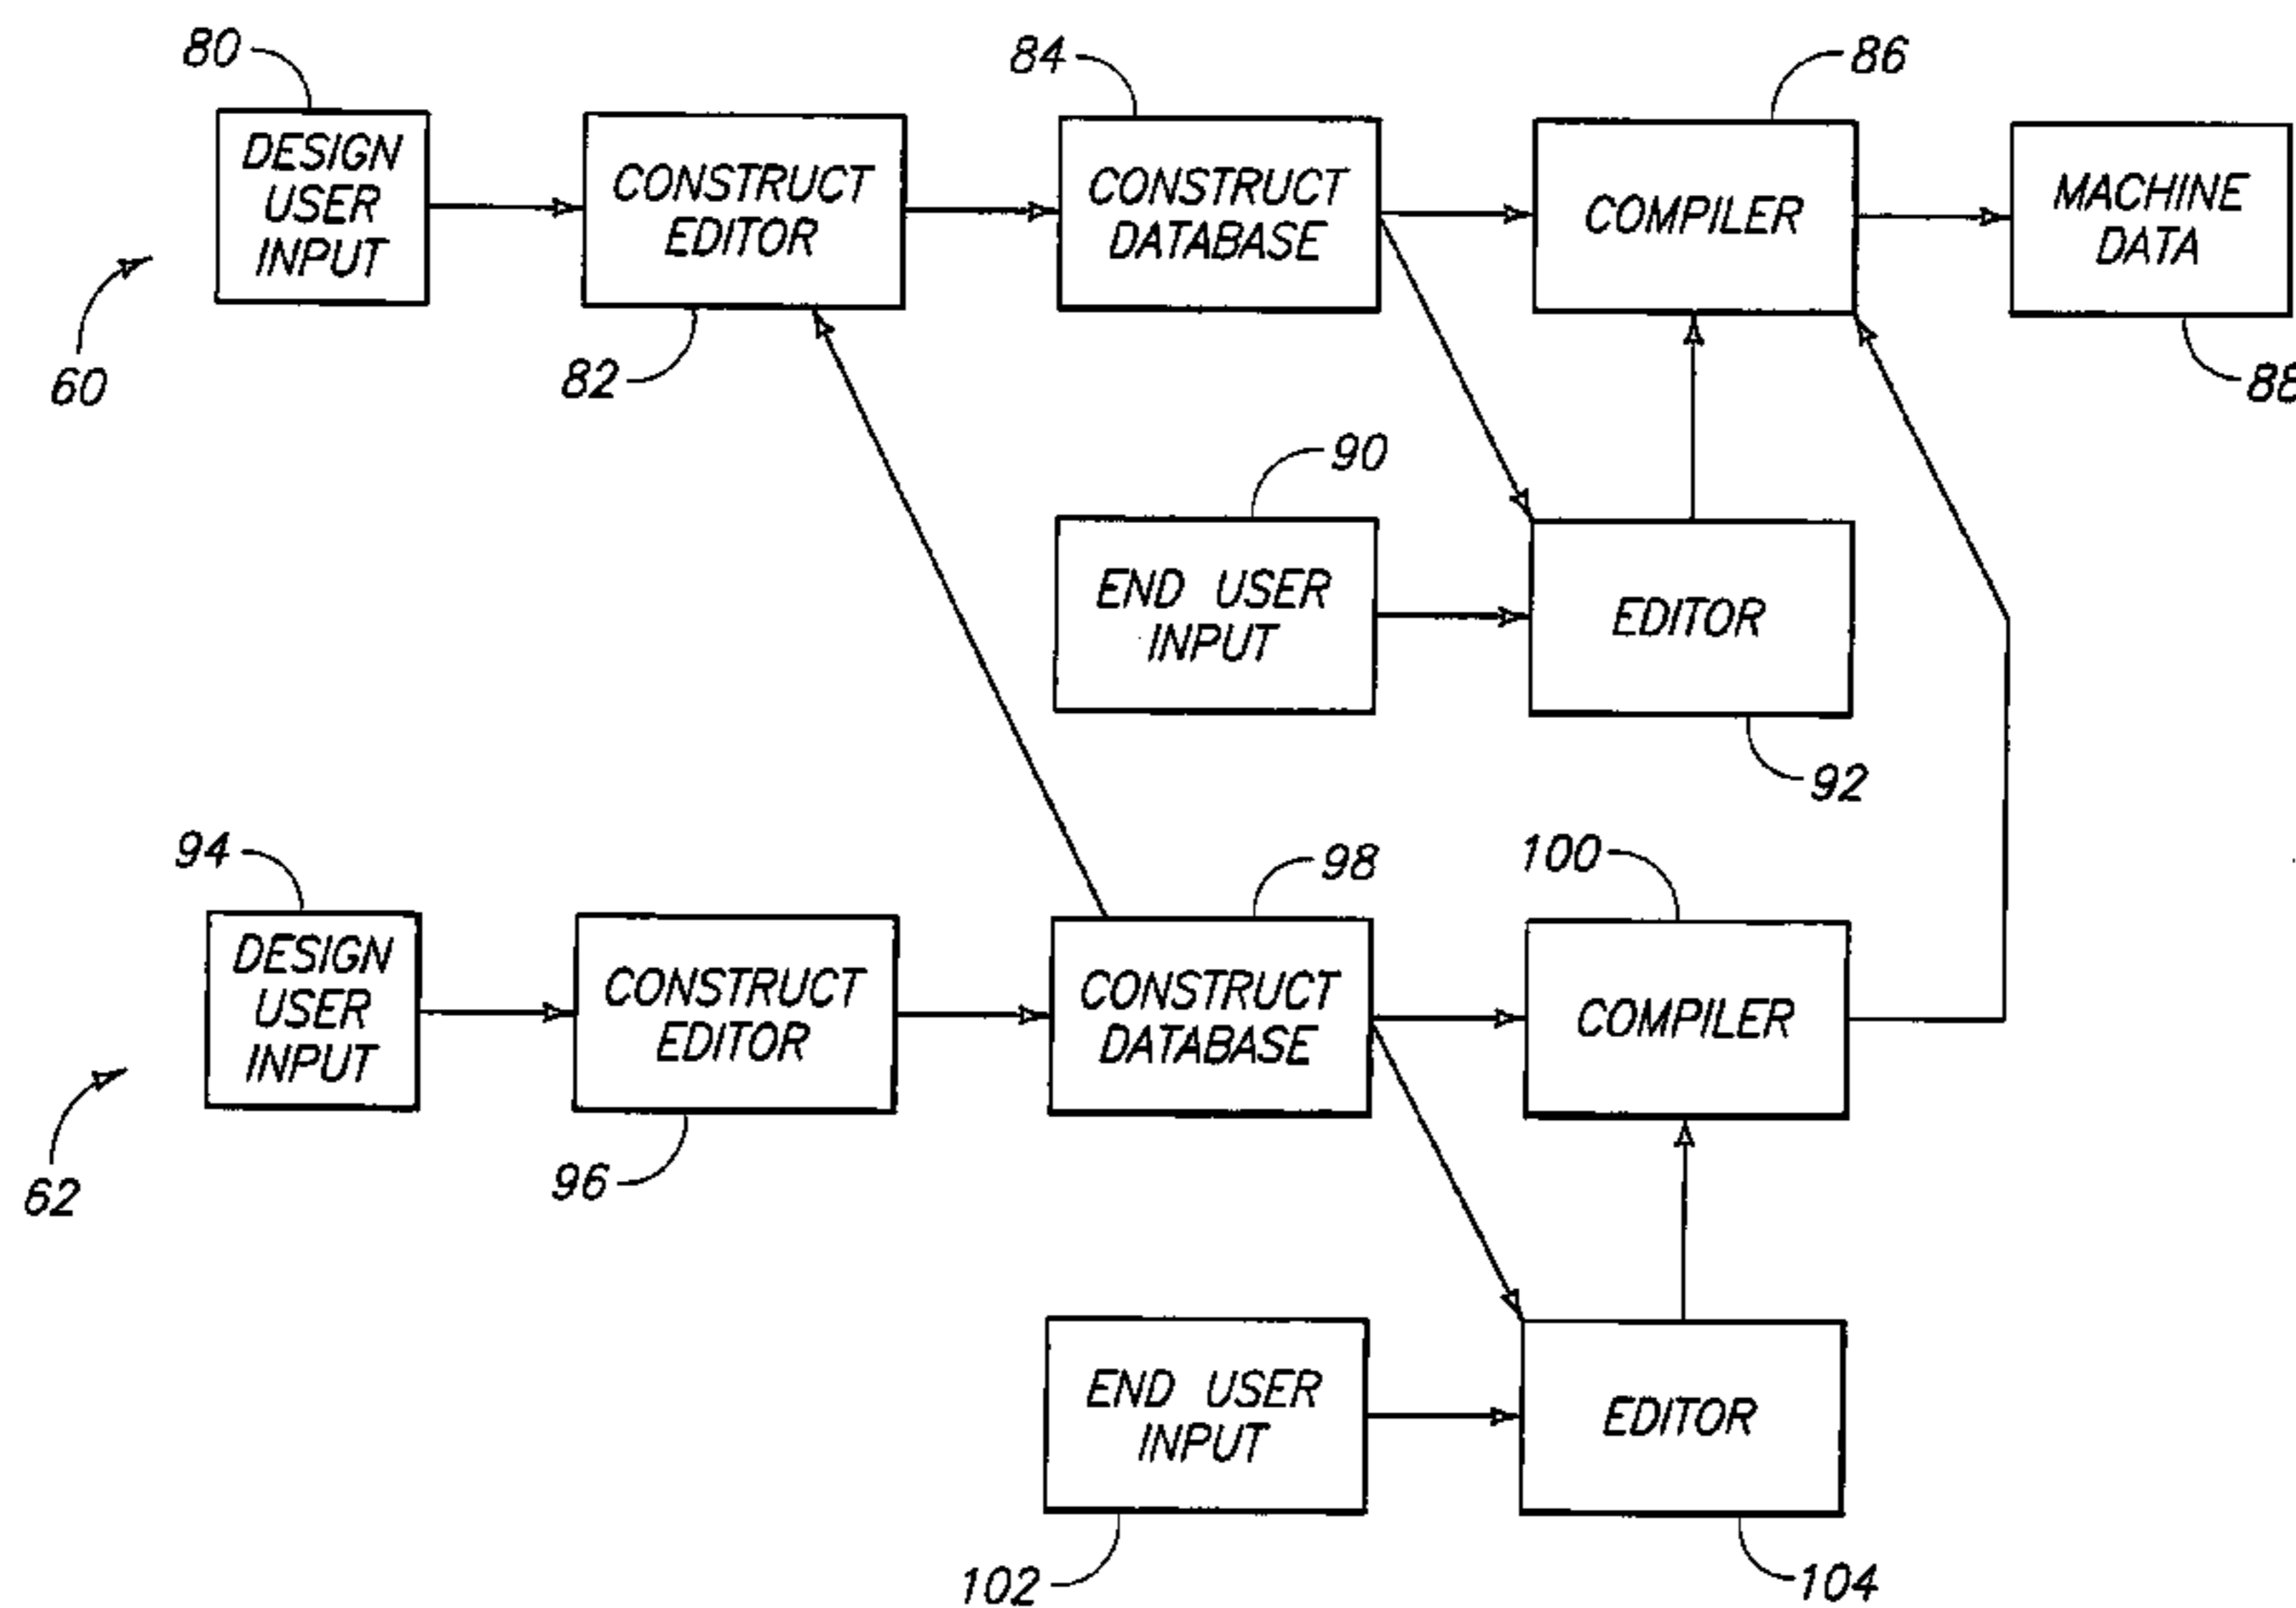 80
84
86
DESIGN
USER
INPUT
CONSTRUCT
EDITOR
CONSTRUCT
DATABASE
COMPILER
MACHINE
DATA
60
82
88
90
END USER
INPUT
EDITOR
92
94
98
100
DESIGN
USER
INPUT
CONSTRUCT
EDITOR
CONSTRUCT
DATABASE
COMPILER
62
96
END USER
INPUT
EDITOR
102
104